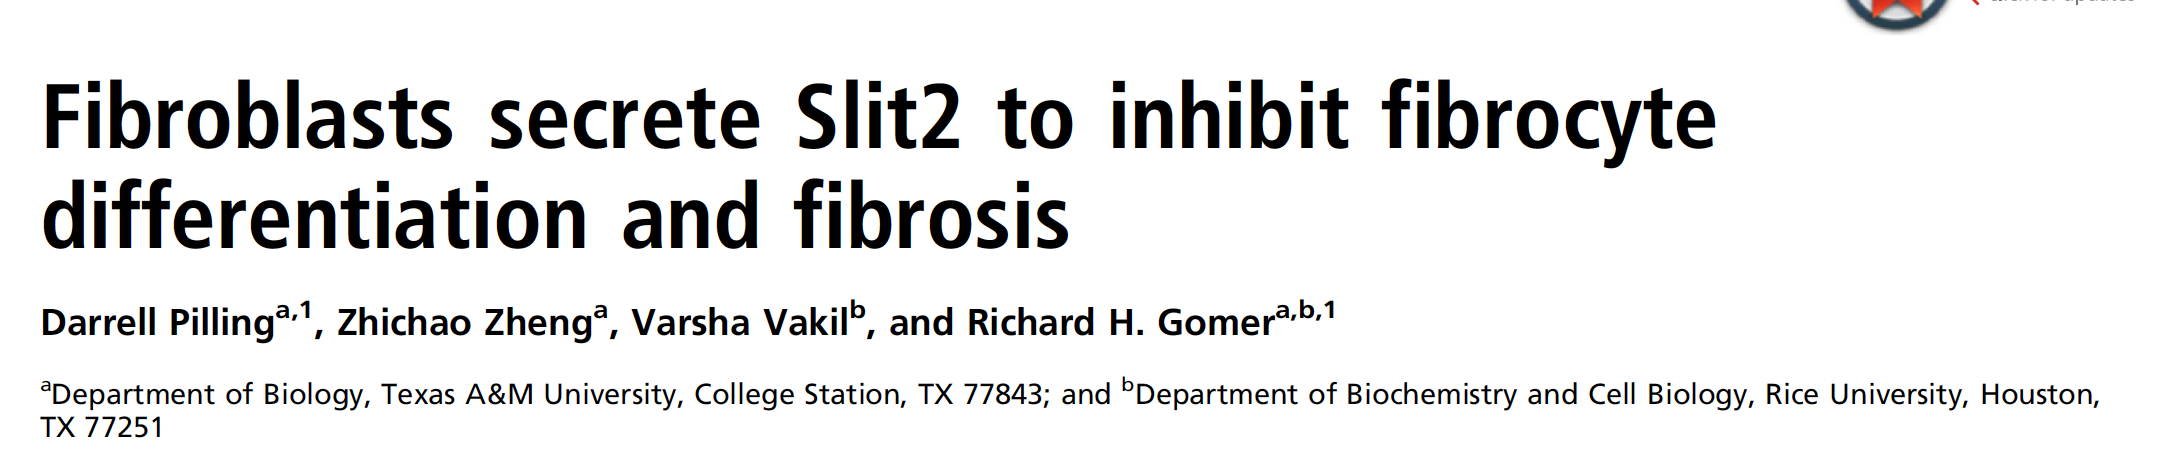 Fibroblasts secrete Slit2 to inhibit fibrocyte
differentiation and fibrosis
Darrell Pillingᵃ,¹, Zhichao Zhengᵃ, Varsha Vakilᵇ, and Richard H. Gomerᵃ,ᵇ,¹
ᵃDepartment of Biology, Texas A&M University, College Station, TX 77843; and ᵇDepartment of Biochemistry and Cell Biology, Rice University, Houston,
TX 77251